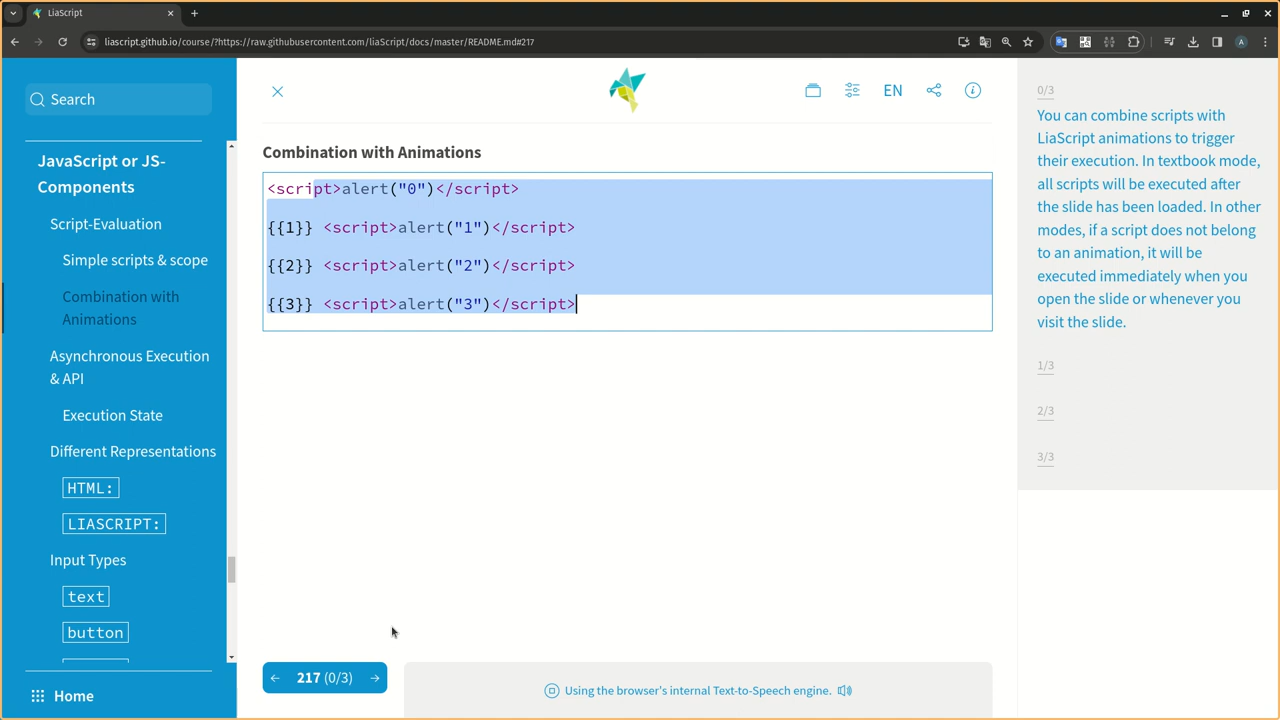 LiaScript
liascript.github.io/course/?https://raw.githubusercontent.com/liaScript/docs/master/README.md#217
A
Search
JavaScript or JS-
Components
Script-Evaluation
Simple scripts & scope
Combination with
Animations
Asynchronous Execution
& API
Execution State
Different Representations
HTML:
LIASCRIPT:
Input Types
text
button
Home
EN
Combination with Animations
<script>alert("0")</script>
{{1}} <script>alert("1")</script>
{{2}} <script>alert("2")</script>
{{3}} <script>alert("3")</script>
217 (0/3)
Using the browser's internal Text-to-Speech engine.
0/3
You can combine scripts with
LiaScript animations to trigger
their execution. In textbook mode,
all scripts will be executed after
the slide has been loaded. In other
modes, if a script does not belong
to an animation, it will be
executed immediately when you
open the slide or whenever you
visit the slide.
1/3
2/3
3/3